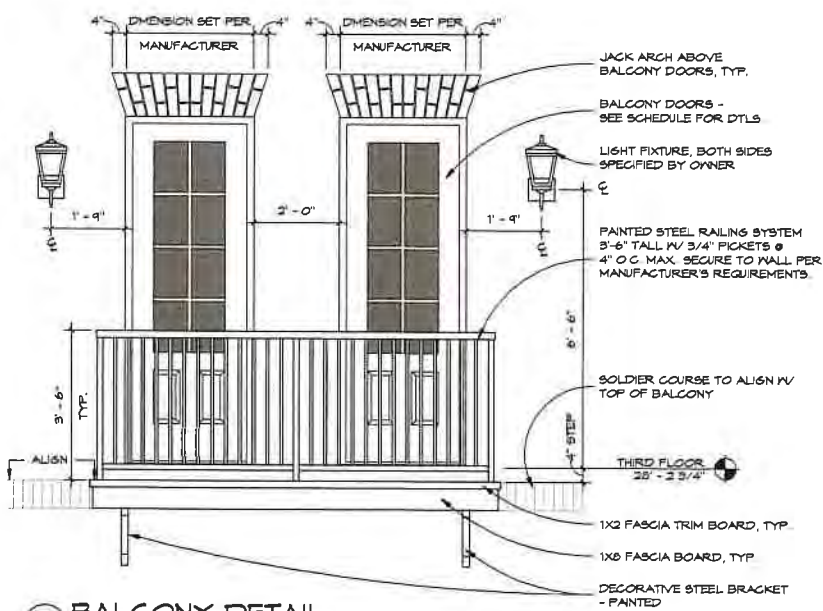 4" DIMENSION SET PER 4"
MANUFACTURER
4" DIMENSION SET PER 4"
MANUFACTURER
JACK ARCH ABOVE
BALCONY DOORS, TYP.
BALCONY DOORS -
SEE SCHEDULE FOR DTLS
LIGHT FIXTURE, BOTH SIDES
SPECIFIED BY OWNER
℄
1' - 9"
2' - 0"
1' - 9"
℄
℄
PAINTED STEEL RAILING SYSTEM
3'-6" TALL W/ 3/4" PICKETS @
4" O.C. MAX. SECURE TO WALL PER
MANUFACTURER'S REQUIREMENTS.
6' - 6"
3' - 6"
TYP.
SOLDIER COURSE TO ALIGN W/
TOP OF BALCONY
4" STEP
ALIGN
THIRD FLOOR
28' - 2 3/4"
1X2 FASCIA TRIM BOARD, TYP.
1X8 FASCIA BOARD, TYP
DECORATIVE STEEL BRACKET
- PAINTED
BALCONY DETAIL